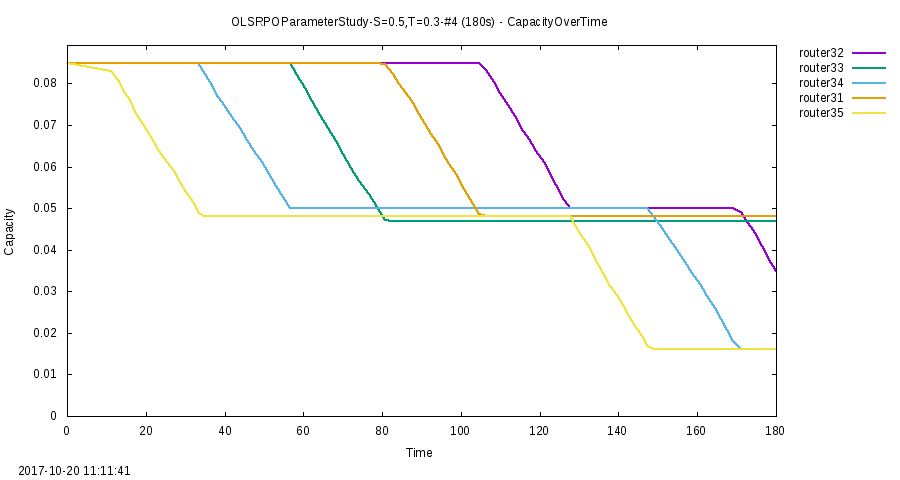 OLSRPOParameterStudy-S=0.5,T=0.3-#4 (180s) - CapacityOverTime
router32
router33
router34
router31
router35
0.08
0.07
0.06
0.05
0.04
0.03
0.02
0.01
0
Capacity
0 20 40 60 80 100 120 140 160 180
Time
2017-10-20 11:11:41